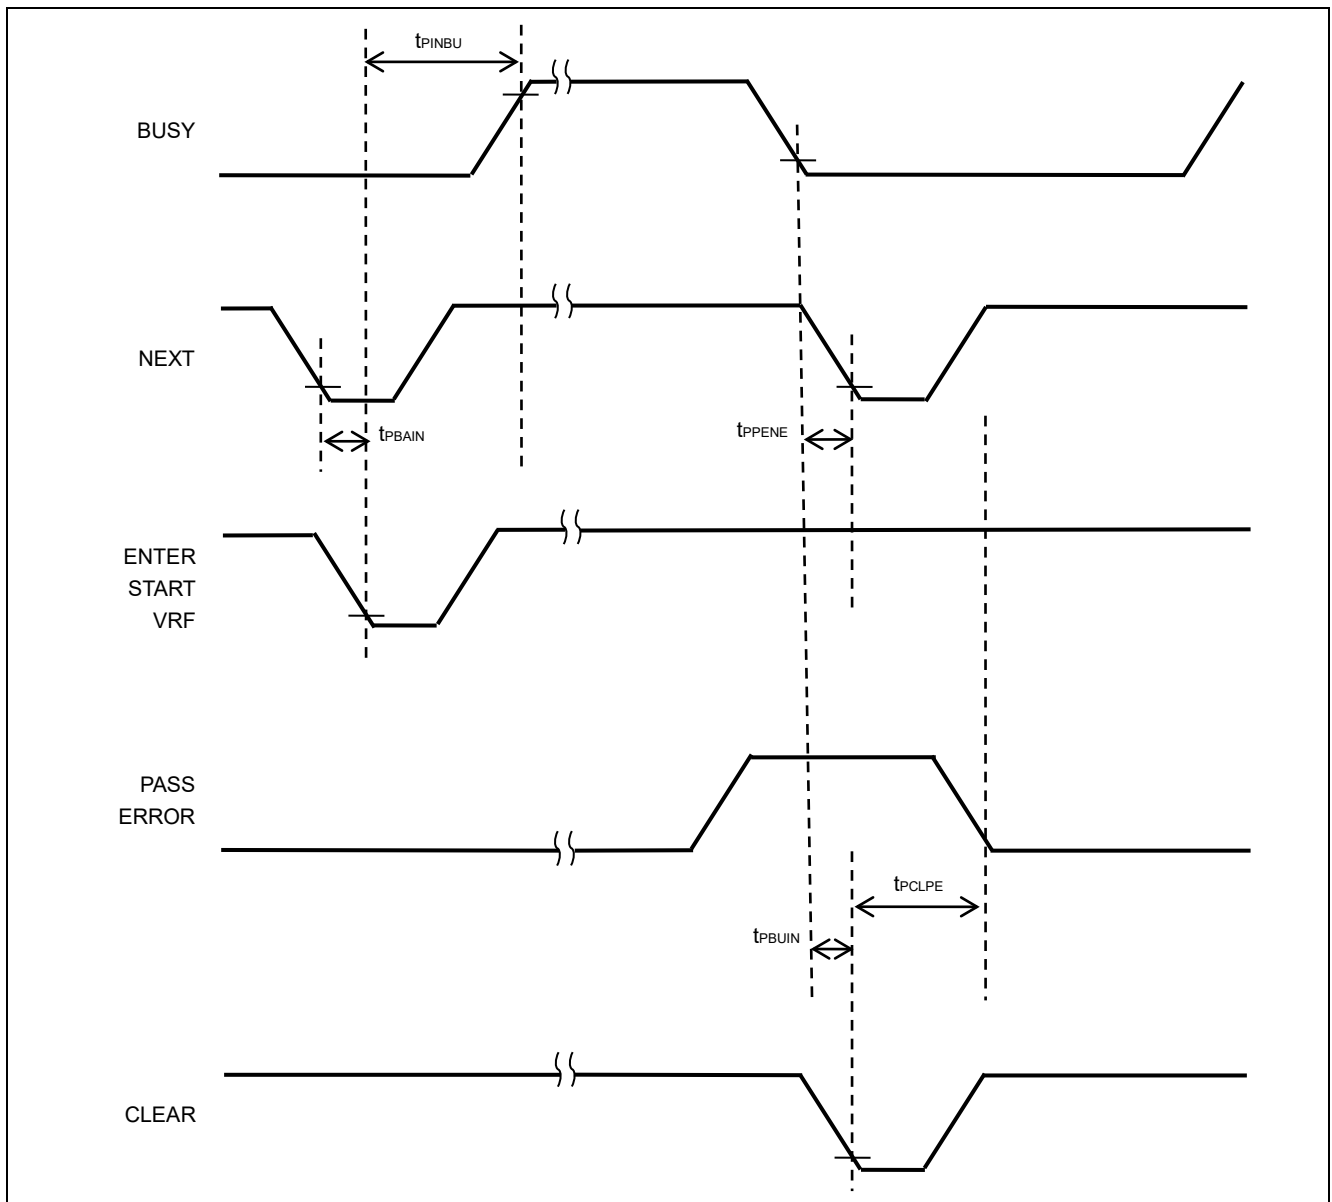 tPINBU
BUSY
NEXT
tPBAIN
tPPENE
ENTER
START
VRF
PASS
ERROR
tPCLPE
tPBUIN
CLEAR